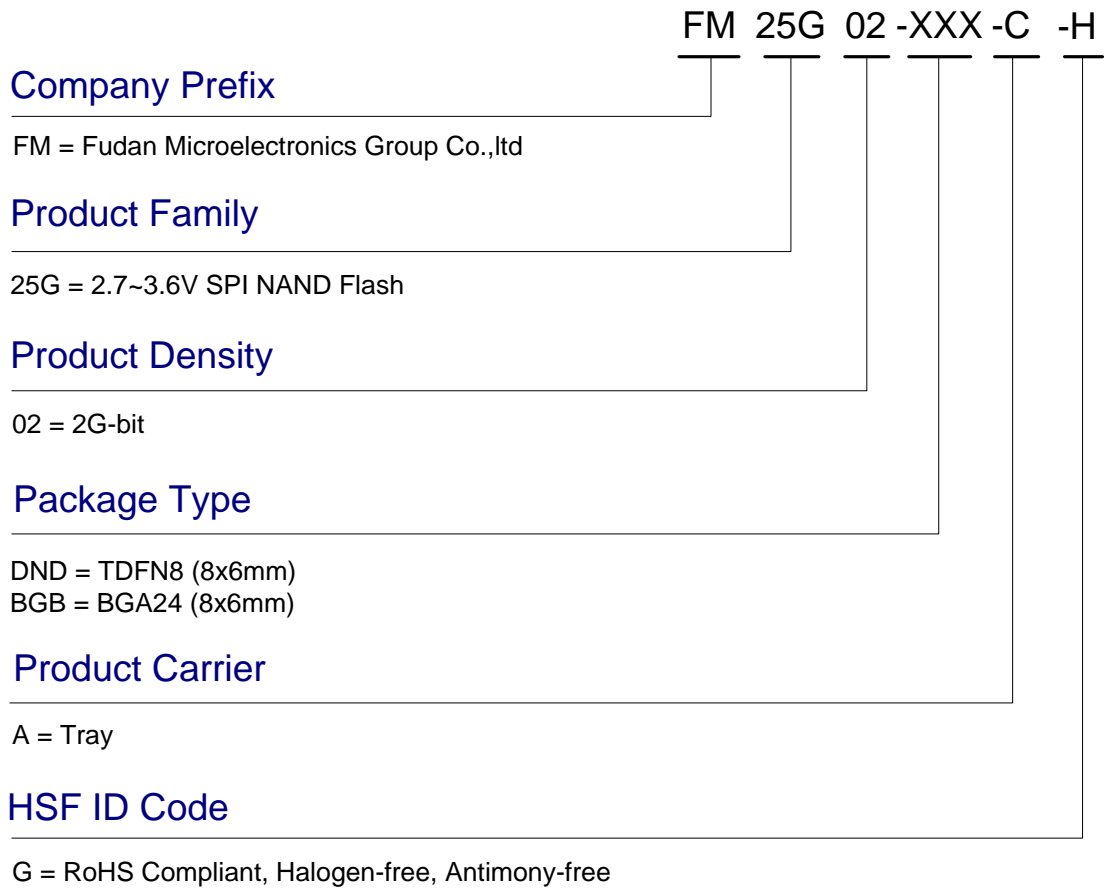 FM 25G 02 -XXX -C -H
Company Prefix
FM = Fudan Microelectronics Group Co.,ltd
Product Family
25G = 2.7~3.6V SPI NAND Flash
Product Density
02 = 2G-bit
Package Type
DND = TDFN8 (8x6mm)
BGB = BGA24 (8x6mm)
Product Carrier
A = Tray
HSF ID Code
G = RoHS Compliant, Halogen-free, Antimony-free